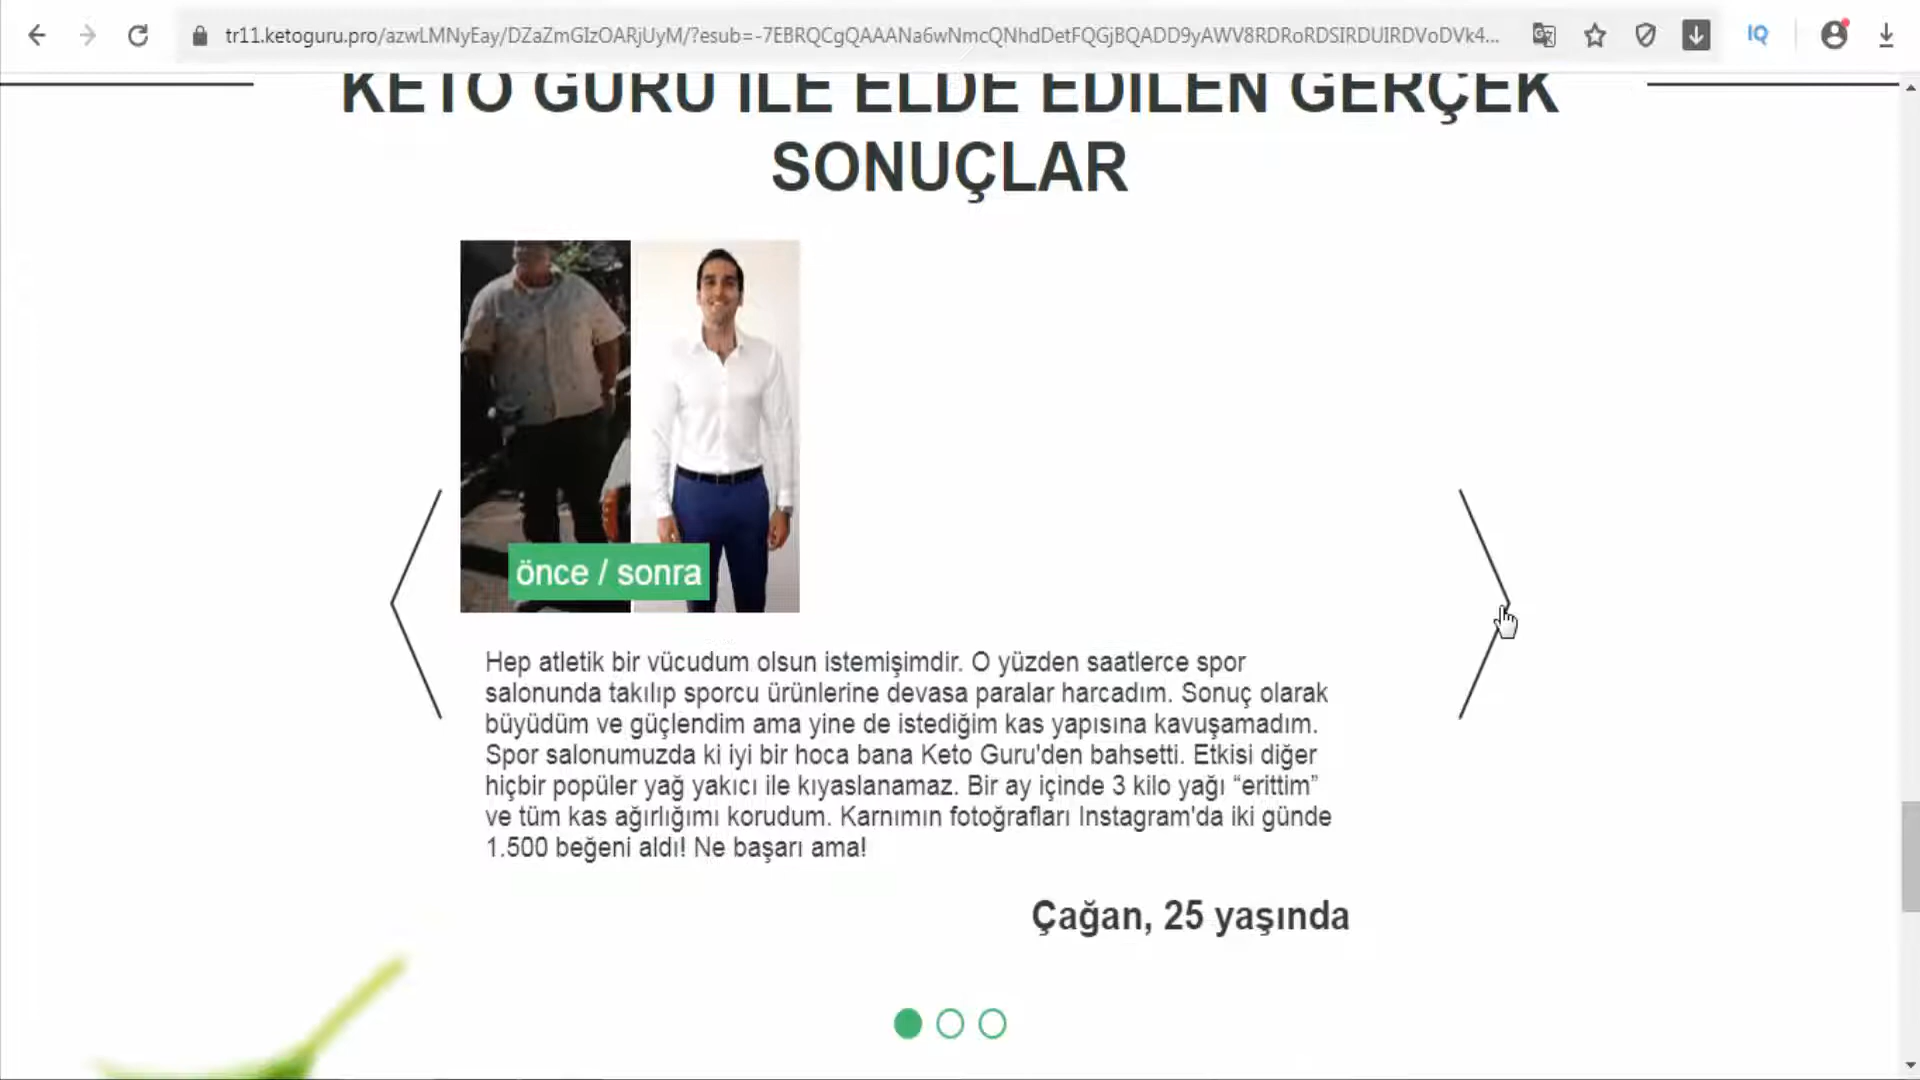 tr11.ketoguru.pro/azwLMNyEay/DZaZmGIzOARjUyM/?esub=-7EBRQCgQAAANa6wNmcQNhdDetFQGjBQADD9yAWV8RDRoRDSIRDUIRDVoDVk4...
IQ
KETO GURU İLE ELDE EDİLEN GERÇEK
SONUÇLAR
önce / sonra
Hep atletik bir vücudum olsun istemişimdir. O yüzden saatlerce spor
salonunda takılıp sporcu ürünlerine devasa paralar harcadım. Sonuç olarak
büyüdüm ve güçlendim ama yine de istediğim kas yapısına kavuşamadım.
Spor salonumuzda ki iyi bir hoca bana Keto Guru'den bahsetti. Etkisi diğer
hiçbir popüler yağ yakıcı ile kıyaslanamaz. Bir ay içinde 3 kilo yağı “erittim”
ve tüm kas ağırlığımı korudum. Karnımın fotoğrafları Instagram'da iki günde
1.500 beğeni aldı! Ne başarı ama!
Çağan, 25 yaşında